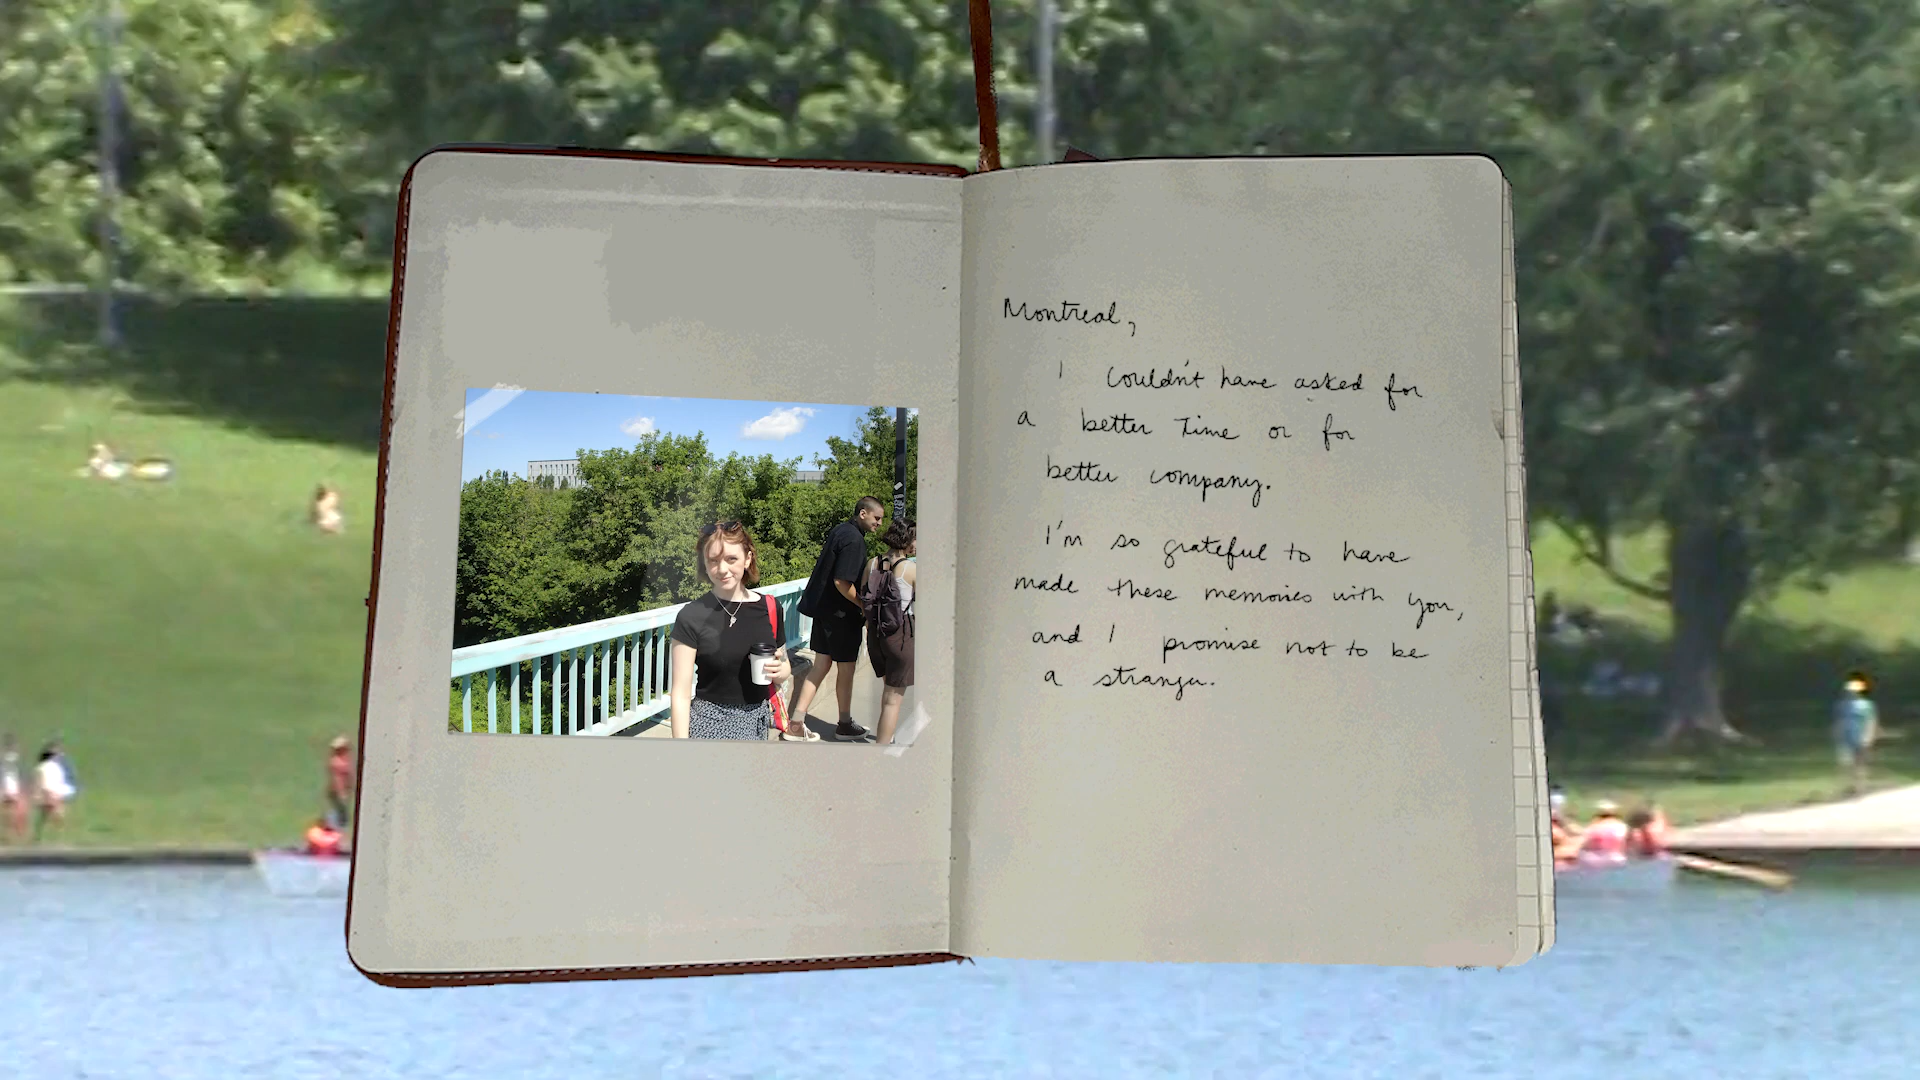 Montreal,
I couldn't have asked for
a better time or for
better company.
I'm so grateful to have
made these memories with you,
and I promise not to be
a stranger.